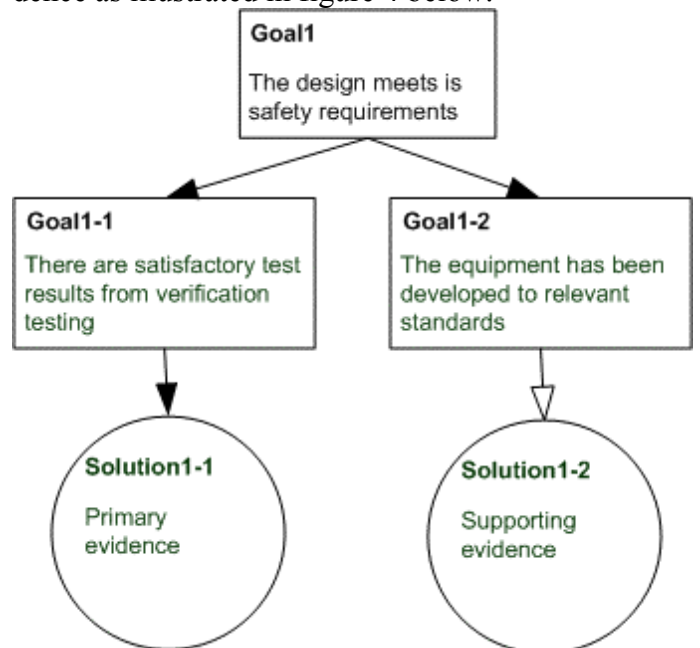 dence as illustrated in figure 4 below.
Goal1
The design meets is
safety requirements
Goal1-1
There are satisfactory test
results from verification
testing
Goal1-2
The equipment has been
developed to relevant
standards
Solution1-1
Primary
evidence
Solution1-2
Supporting
evidence